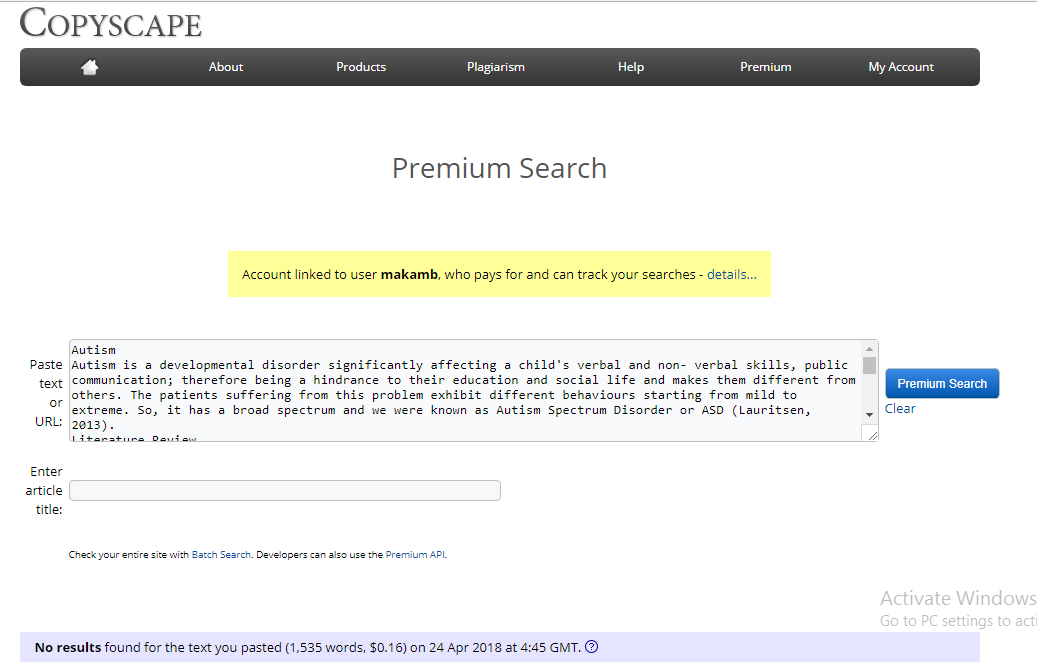 COPYSCAPE
About Products Plagiarism Help Premium My Account
Premium Search
Account linked to user makamb, who pays for and can track your searches - details...
Paste text or URL:
Autism
Autism is a developmental disorder significantly affecting a child's verbal and non- verbal skills, public
communication; therefore being a hindrance to their education and social life and makes them different from
others. The patients suffering from this problem exhibit different behaviours starting from mild to
extreme. So, it has a broad spectrum and we were known as Autism Spectrum Disorder or ASD (Lauritsen,
2013).
Literature Review
Premium Search
Clear
Enter article title:
Check your entire site with Batch Search. Developers can also use the Premium API.
Activate Windows
Go to PC settings to acti
No results found for the text you pasted (1,535 words, $0.16) on 24 Apr 2018 at 4:45 GMT. ?